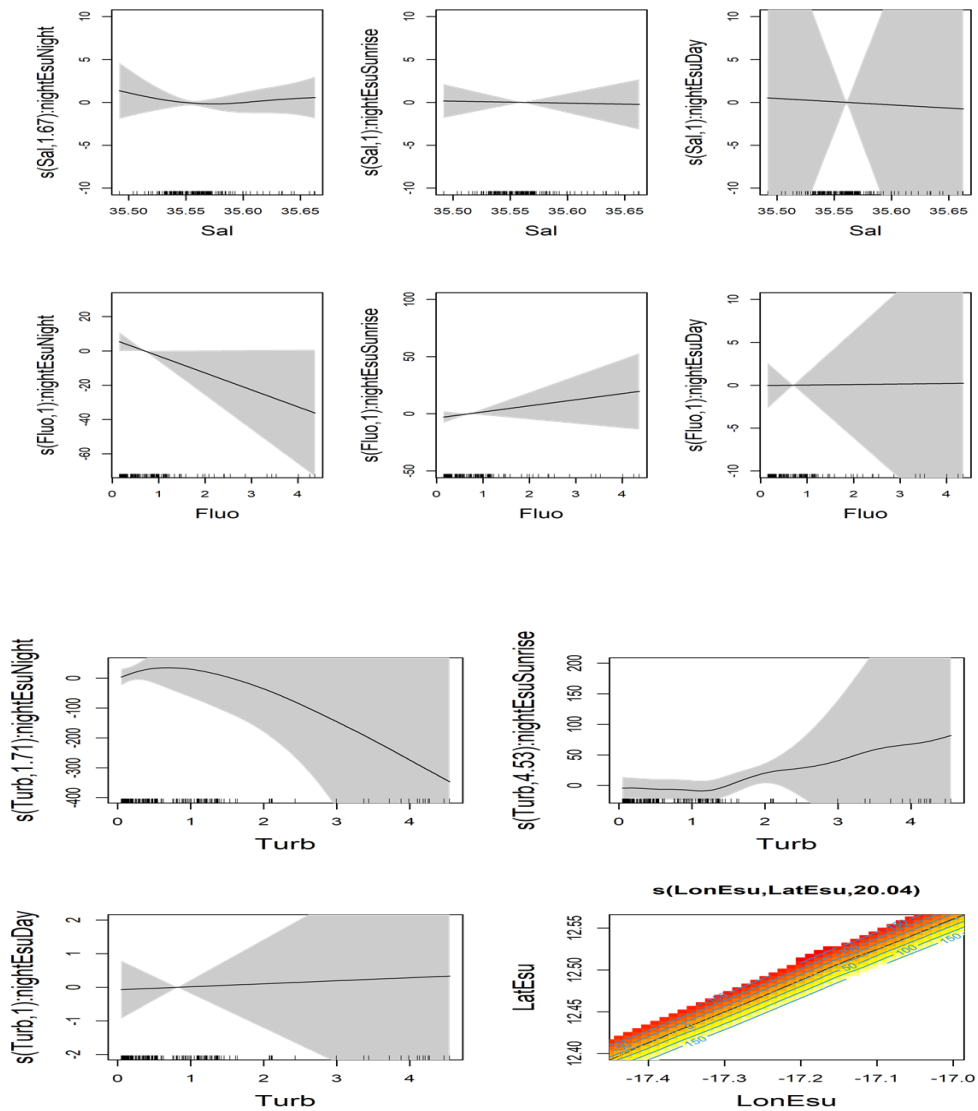 s(Sal,1.67):nightEsuNight
10
5
0
-5
-10
35.50 35.55 35.60 35.65
Sal
s(Sal,1):nightEsuSunrise
10
5
0
-5
-10
35.50 35.55 35.60 35.65
Sal
s(Sal,1):nightEsuDay
10
5
0
-5
-10
35.50 35.55 35.60 35.65
Sal
s(Fluo,1):nightEsuNight
20
0
-20
-40
-60
0 1 2 3 4
Fluo
s(Fluo,1):nightEsuSunrise
100
50
0
-50
0 1 2 3 4
Fluo
s(Fluo,1):nightEsuDay
10
5
0
-5
-10
0 1 2 3 4
Fluo
s(Turb,1.71):nightEsuNight
0
-100
-200
-300
-400
0 1 2 3 4
Turb
s(Turb,4.53):nightEsuSunrise
200
150
100
50
0
0 1 2 3 4
Turb
s(Turb,1):nightEsuDay
2
1
0
-1
-2
0 1 2 3 4
Turb
s(LonEsu,LatEsu,20.04)
LatEsu
12.55
12.50
12.45
12.40
50
100
150
150
-17.4 -17.3 -17.2 -17.1 -17.0
LonEsu